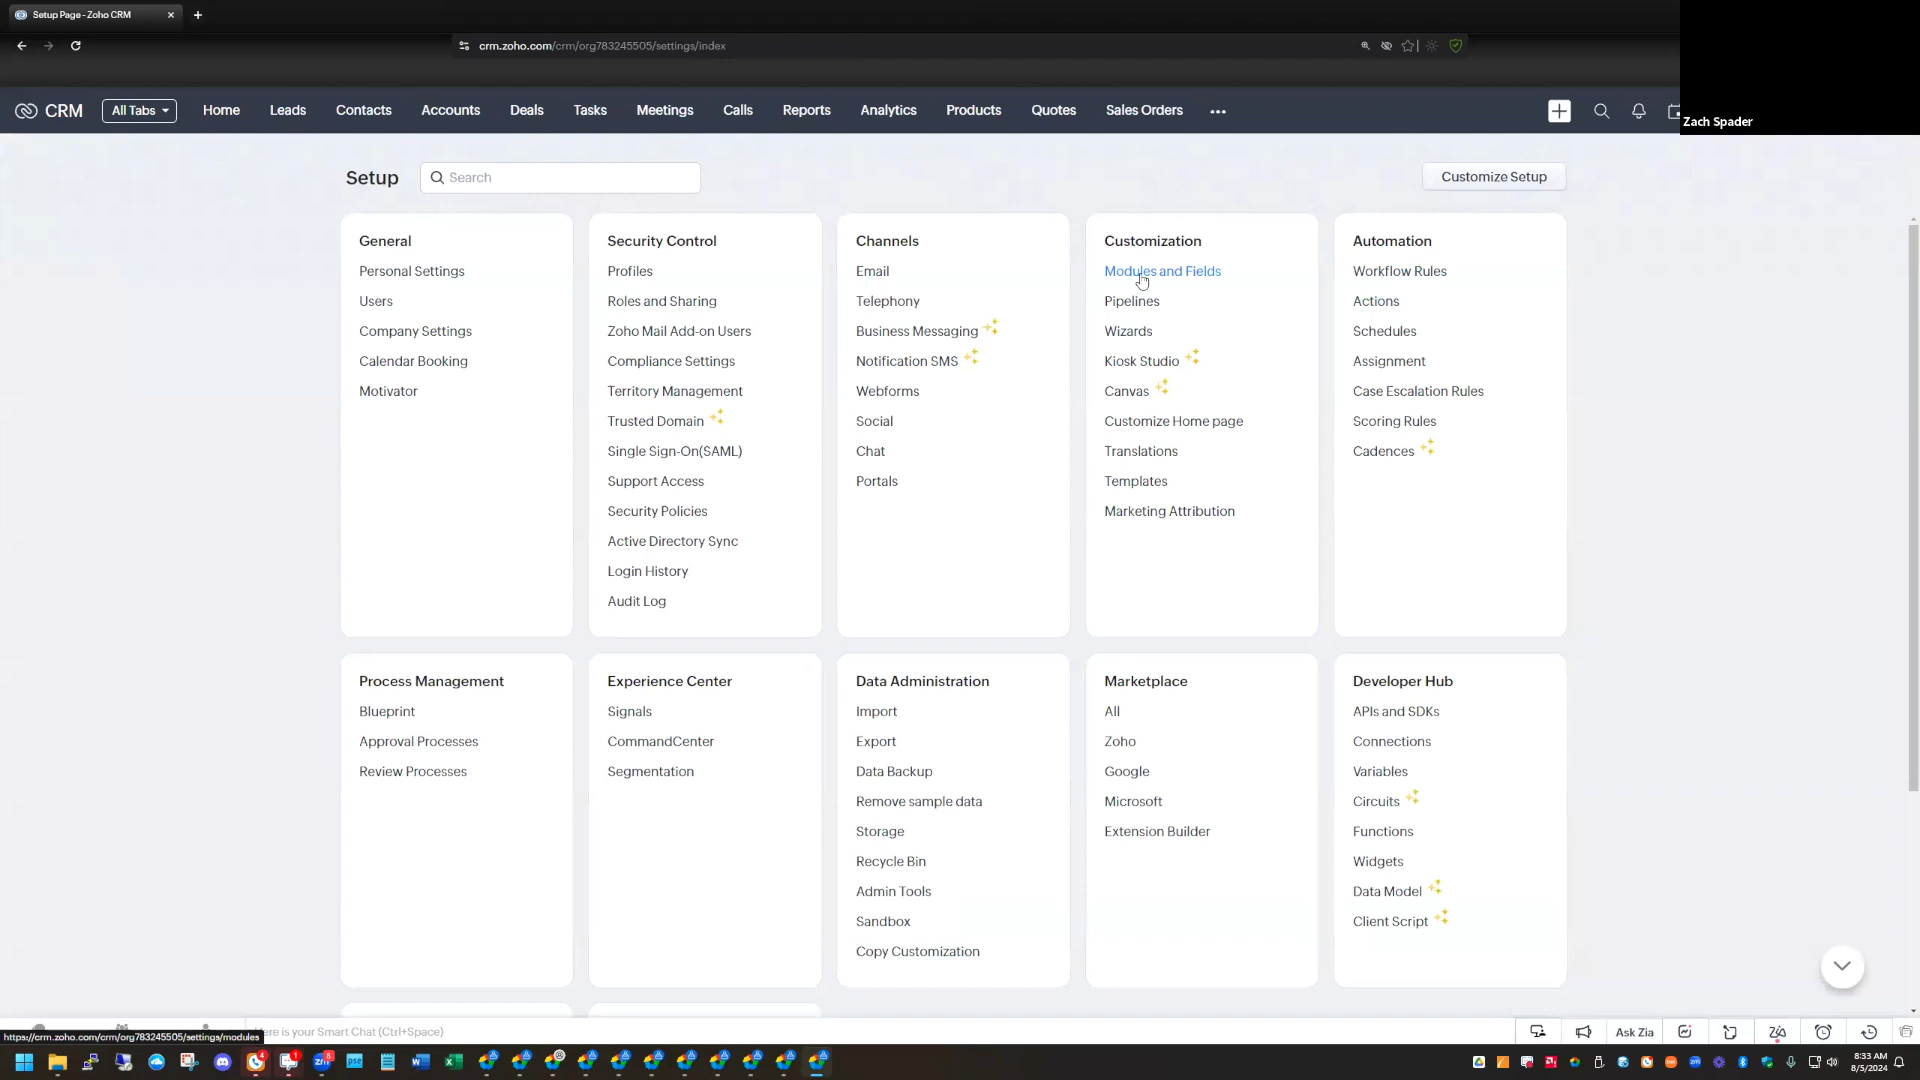 Setup Page - Zoho CRM
crm.zoho.com/crm/org783245505/settings/index
CRM
All Tabs
Home
Leads
Contacts
Accounts
Deals
Tasks
Meetings
Calls
Reports
Analytics
Products
Quotes
Sales Orders
Zach Spader
Setup
Search
Customize Setup
General
Personal Settings
Users
Company Settings
Calendar Booking
Motivator
Security Control
Profiles
Roles and Sharing
Zoho Mail Add-on Users
Compliance Settings
Territory Management
Trusted Domain
Single Sign-On(SAML)
Support Access
Security Policies
Active Directory Sync
Login History
Audit Log
Channels
Email
Telephony
Business Messaging
Notification SMS
Webforms
Social
Chat
Portals
Customization
Modules and Fields
Pipelines
Wizards
Kiosk Studio
Canvas
Customize Home page
Translations
Templates
Marketing Attribution
Automation
Workflow Rules
Actions
Schedules
Assignment
Case Escalation Rules
Scoring Rules
Cadences
Process Management
Blueprint
Approval Processes
Review Processes
Experience Center
Signals
CommandCenter
Segmentation
Data Administration
Import
Export
Data Backup
Remove sample data
Storage
Recycle Bin
Admin Tools
Sandbox
Copy Customization
Marketplace
All
Zoho
Google
Microsoft
Extension Builder
Developer Hub
APIs and SDKs
Connections
Variables
Circuits
Functions
Widgets
Data Model
Client Script
ere is your Smart Chat (Ctrl+Space)
Ask Zia
https://crm.zoho.com/crm/org783245505/settings/modules
8:33 AM
8/5/2024